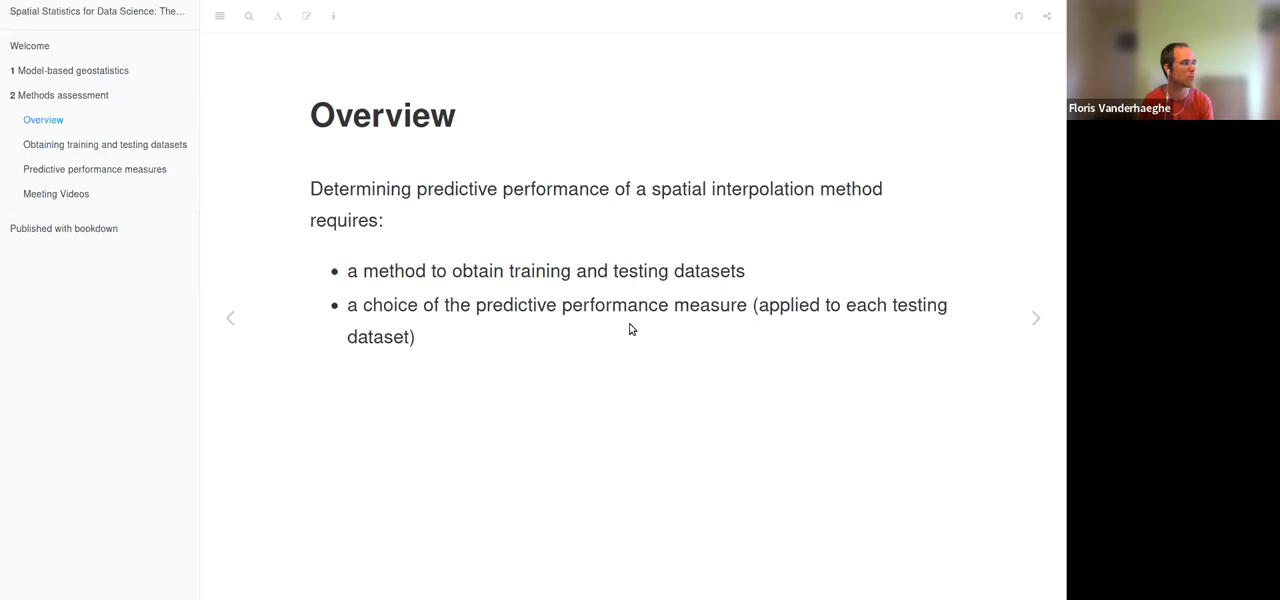 Spatial Statistics for Data Science: The...
Welcome
1 Model-based geostatistics
2 Methods assessment
Overview
Obtaining training and testing datasets
Predictive performance measures
Meeting Videos
Published with bookdown
Overview
Determining predictive performance of a spatial interpolation method
requires:
• a method to obtain training and testing datasets
• a choice of the predictive performance measure (applied to each testing
dataset)
Floris Vanderhaeghe